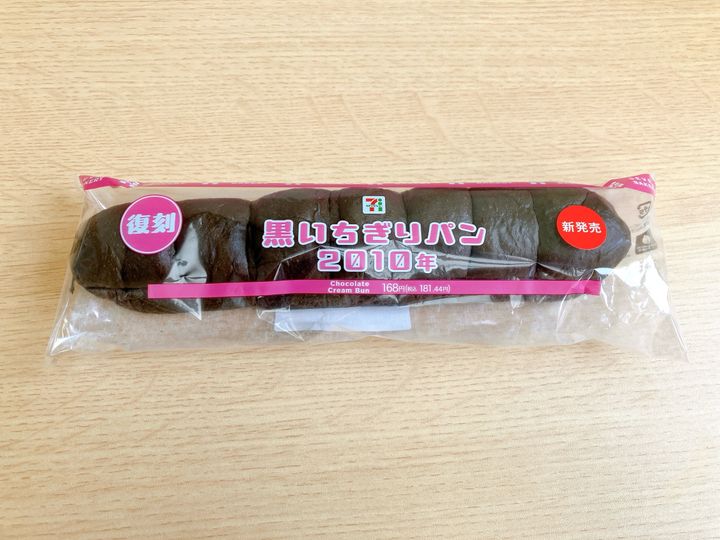 復刻
黒いちぎりパン
2010年
新発売
Chocolate
Cream Bun
168円(税込 181.44円)